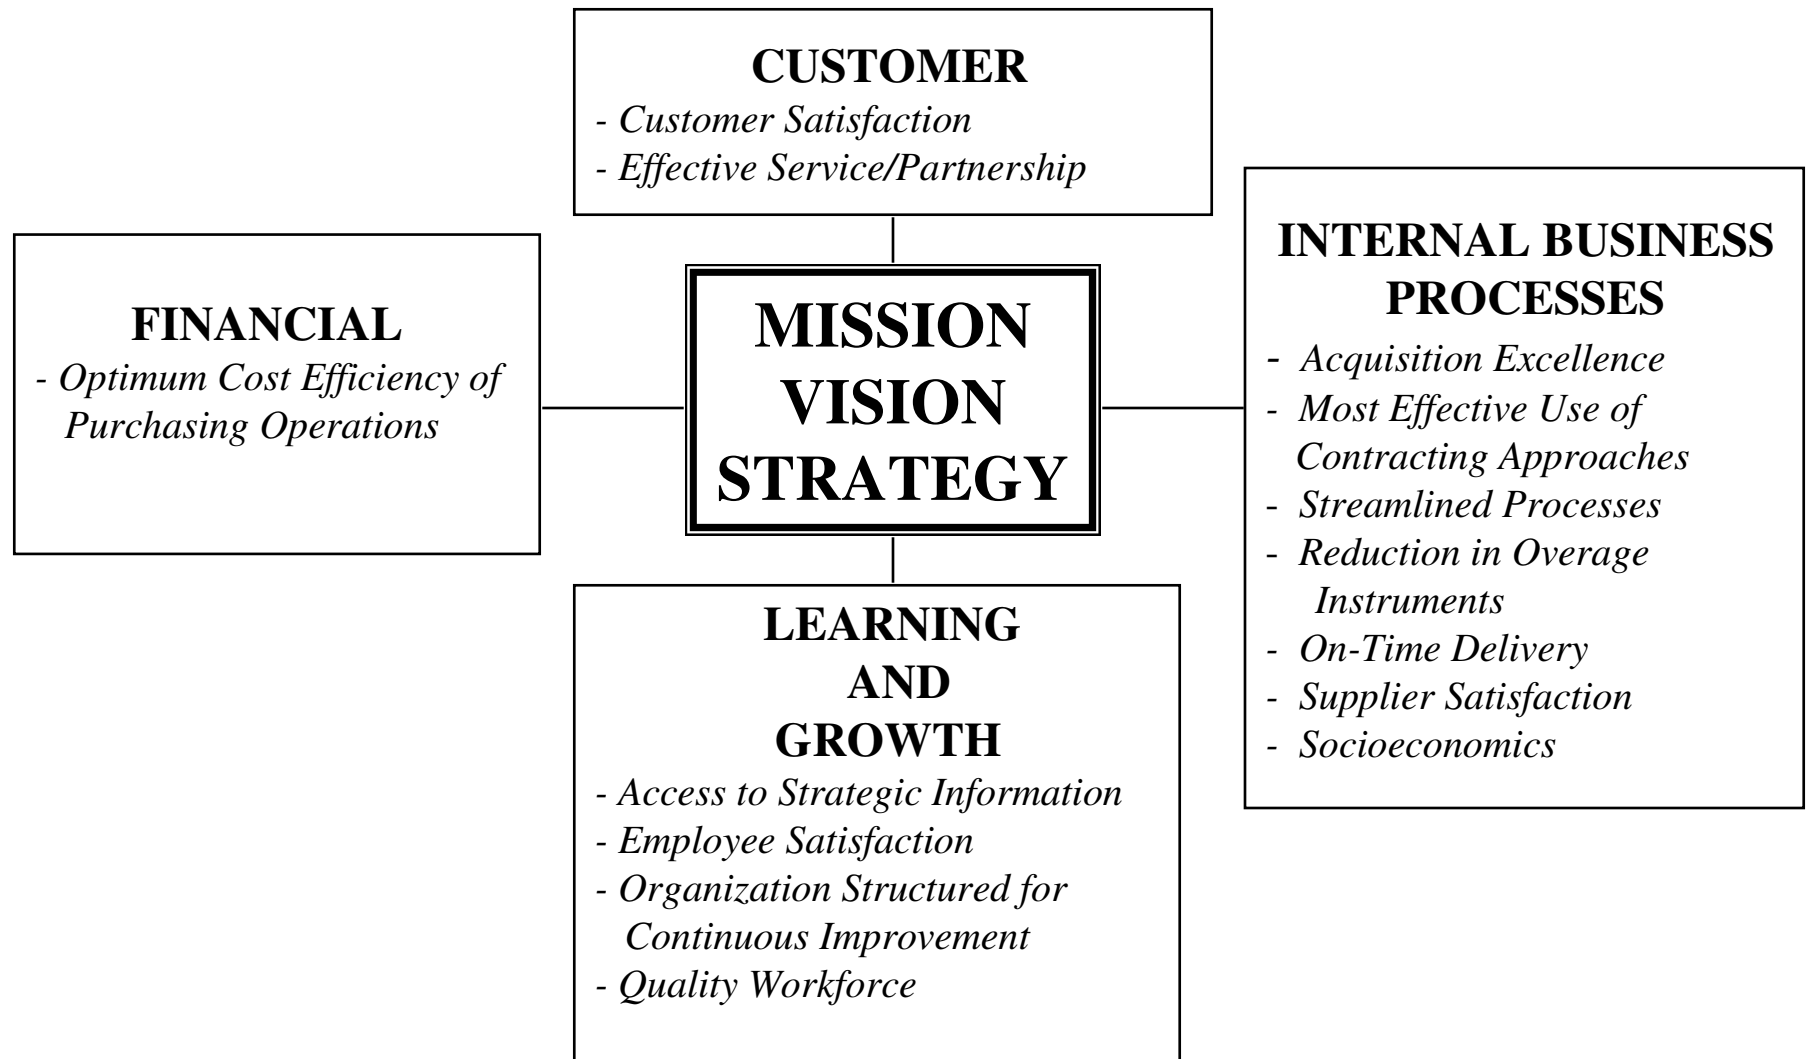 CUSTOMER
- Customer Satisfaction
- Effective Service/Partnership
FINANCIAL
- Optimum Cost Efficiency of
Purchasing Operations
MISSION
VISION
STRATEGY
INTERNAL BUSINESS
PROCESSES
- Acquisition Excellence
- Most Effective Use of
Contracting Approaches
- Streamlined Processes
- Reduction in Overage
Instruments
- On-Time Delivery
- Supplier Satisfaction
- Socioeconomics
LEARNING
AND
GROWTH
- Access to Strategic Information
- Employee Satisfaction
- Organization Structured for
Continuous Improvement
- Quality Workforce